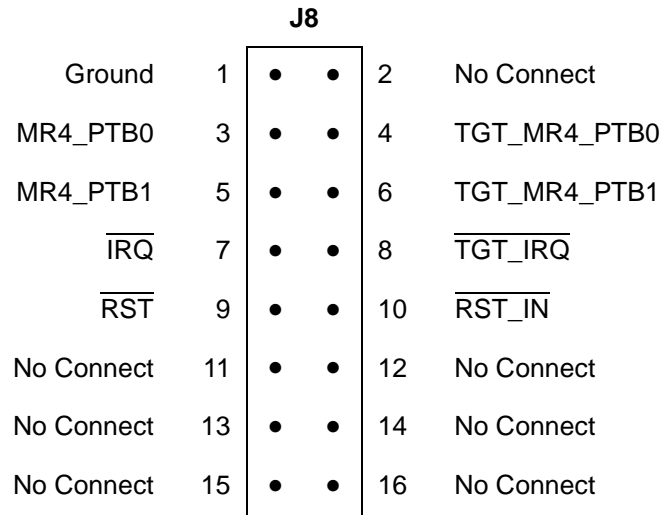 J8
Ground 1 2 No Connect
MR4_PTB0 3 4 TGT_MR4_PTB0
MR4_PTB1 5 6 TGT_MR4_PTB1
IRQ 7 8 TGT_IRQ
RST 9 10 RST_IN
No Connect 11 12 No Connect
No Connect 13 14 No Connect
No Connect 15 16 No Connect